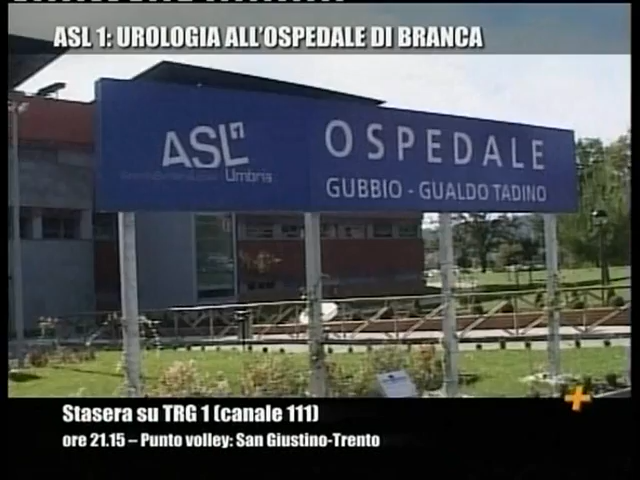 ASL 1: UROLOGIA ALL'OSPEDALE DI BRANCA
ASL1
Umbria
OSPEDALE
GUBBIO - GUALDO TADINO
Stasera su TRG 1 (canale 111)
ore 21.15 – Punto volley: San Giustino-Trento